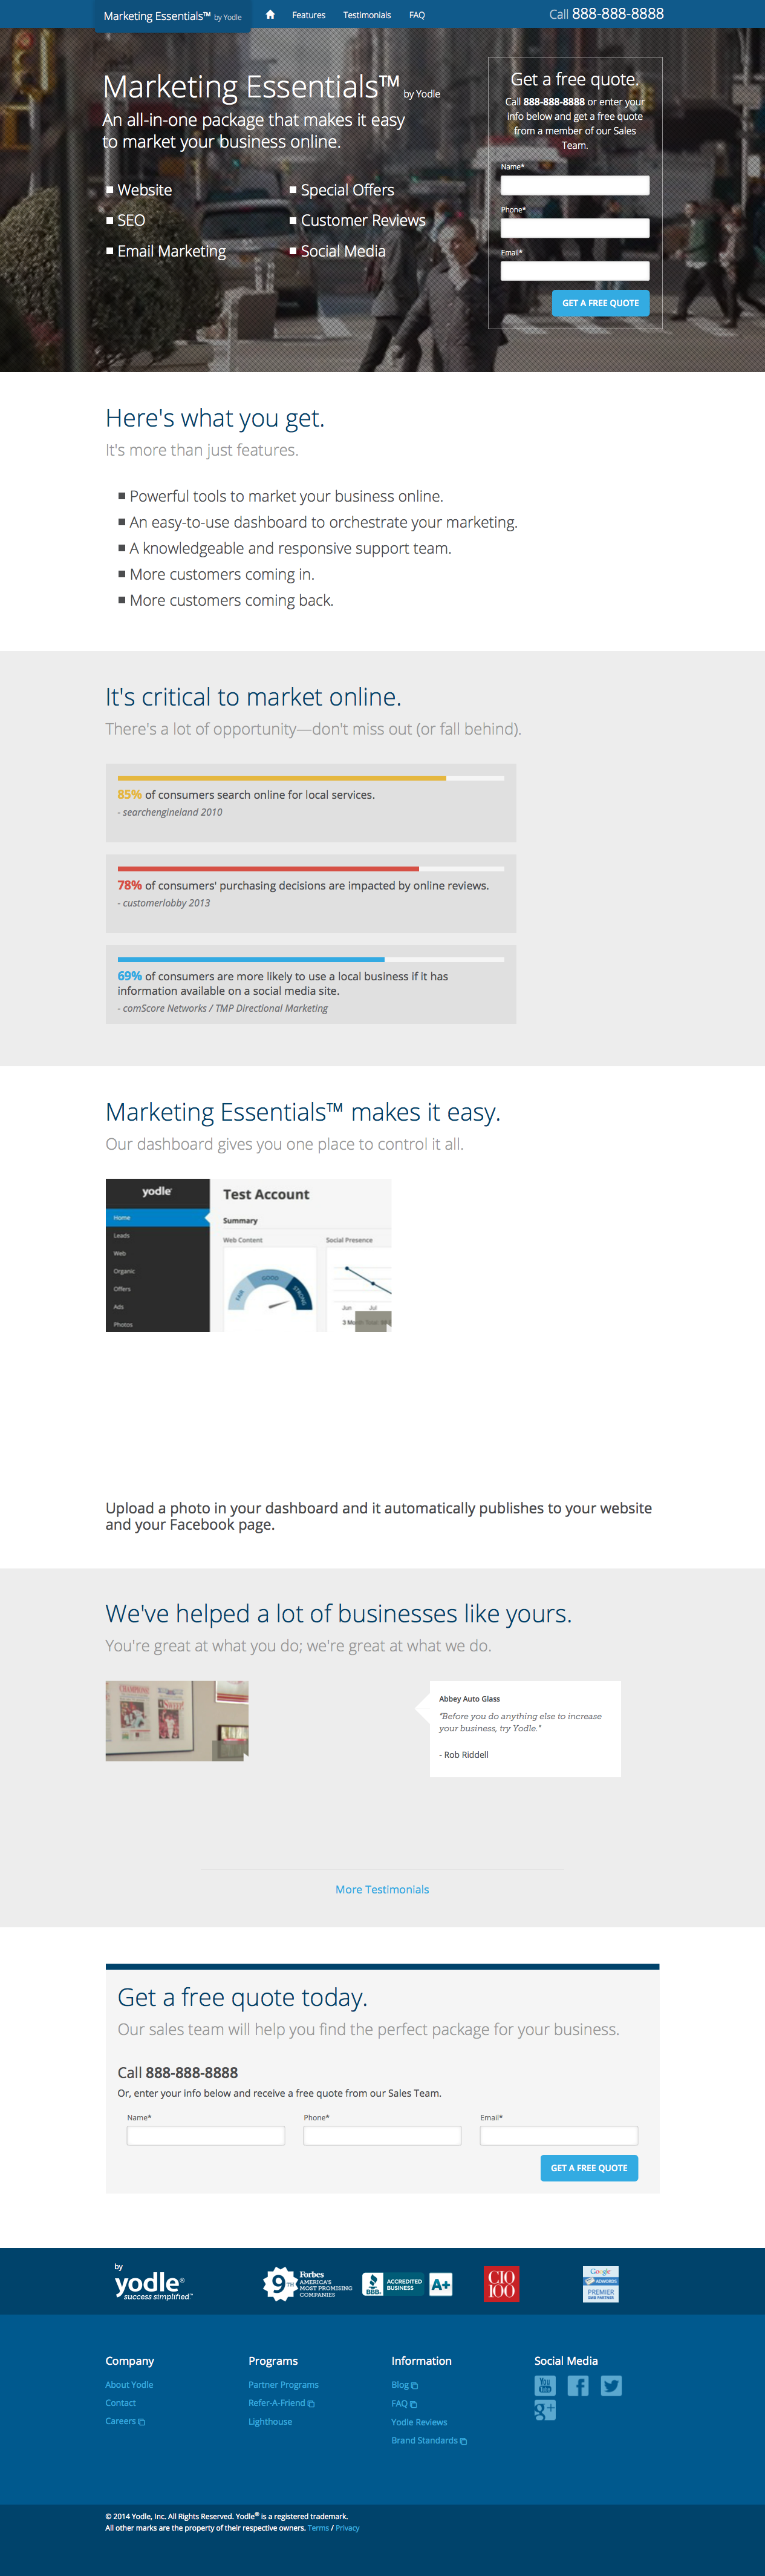 Marketing Essentials™ by Yodle
Features
Testimonials
FAQ
Call 888-888-8888
Marketing Essentials™ by Yodle
An all-in-one package that makes it easy
to market your business online.
Website
SEO
Email Marketing
Special Offers
Customer Reviews
Social Media
Get a free quote.
Call 888-888-8888 or enter your
info below and get a free quote
from a member of our Sales
Team.
Name*
Phone*
Email*
GET A FREE QUOTE
Here's what you get.
It's more than just features.
Powerful tools to market your business online.
An easy-to-use dashboard to orchestrate your marketing.
A knowledgeable and responsive support team.
More customers coming in.
More customers coming back.
It's critical to market online.
There's a lot of opportunity—don't miss out (or fall behind).
85% of consumers search online for local services.
- searchengineland 2010
78% of consumers' purchasing decisions are impacted by online reviews.
- customerlobby 2013
69% of consumers are more likely to use a local business if it has
information available on a social media site.
- comScore Networks / TMP Directional Marketing
Marketing Essentials™ makes it easy.
Our dashboard gives you one place to control it all.
yodle
Home
Leads
Web
Organic
Offers
Ads
Photos
Test Account
Summary
Web Content
Social Presence
FAIR
GOOD
STRONG
Jun Jul
Upload a photo in your dashboard and it automatically publishes to your website
and your Facebook page.
We've helped a lot of businesses like yours.
You're great at what you do; we're great at what we do.
Abbey Auto Glass
"Before you do anything else to increase
your business, try Yodle."
- Rob Riddell
More Testimonials
Get a free quote today.
Our sales team will help you find the perfect package for your business.
Call 888-888-8888
Or, enter your info below and receive a free quote from our Sales Team.
Name*
Phone*
Email*
GET A FREE QUOTE
by
yodle®
success simplified™
9TH
Forbes
AMERICA'S
MOST PROMISING
COMPANIES
BBB.
ACCREDITED
BUSINESS
A+
CIO
100
Google
ADWORDS
PREMIER
SMB PARTNER
Company
About Yodle
Contact
Careers
Programs
Partner Programs
Refer-A-Friend
Lighthouse
Information
Blog
FAQ
Yodle Reviews
Brand Standards
Social Media
You
Tube
f
g+
© 2014 Yodle, Inc. All Rights Reserved. Yodle® is a registered trademark.
All other marks are the property of their respective owners. Terms / Privacy